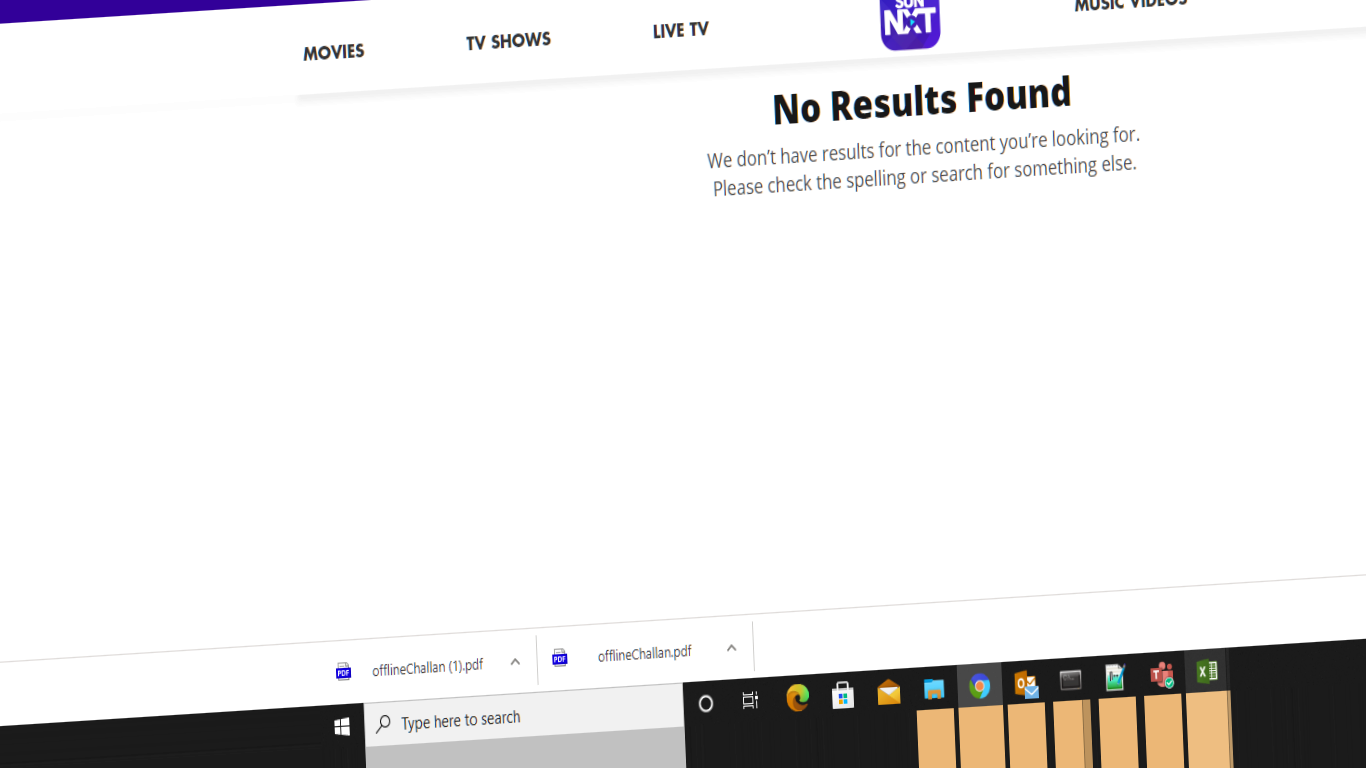 MOVIES
TV SHOWS
LIVE TV
SUN
NXT
MUSIC VIDEOS
No Results Found
We don't have results for the content you're looking for.
Please check the spelling or search for something else.
PDF
offlineChallan (1).pdf
PDF
offlineChallan.pdf
Type here to search